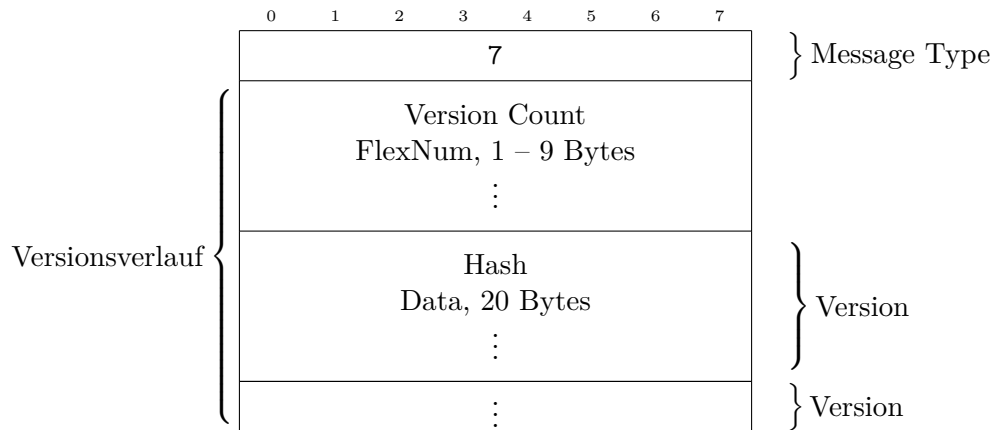 0 1 2 3 4 5 6 7
7
Message Type
Version Count
FlexNum, 1 – 9 Bytes
⋮
Versionsverlauf
Hash
Data, 20 Bytes
⋮
Version
⋮
Version